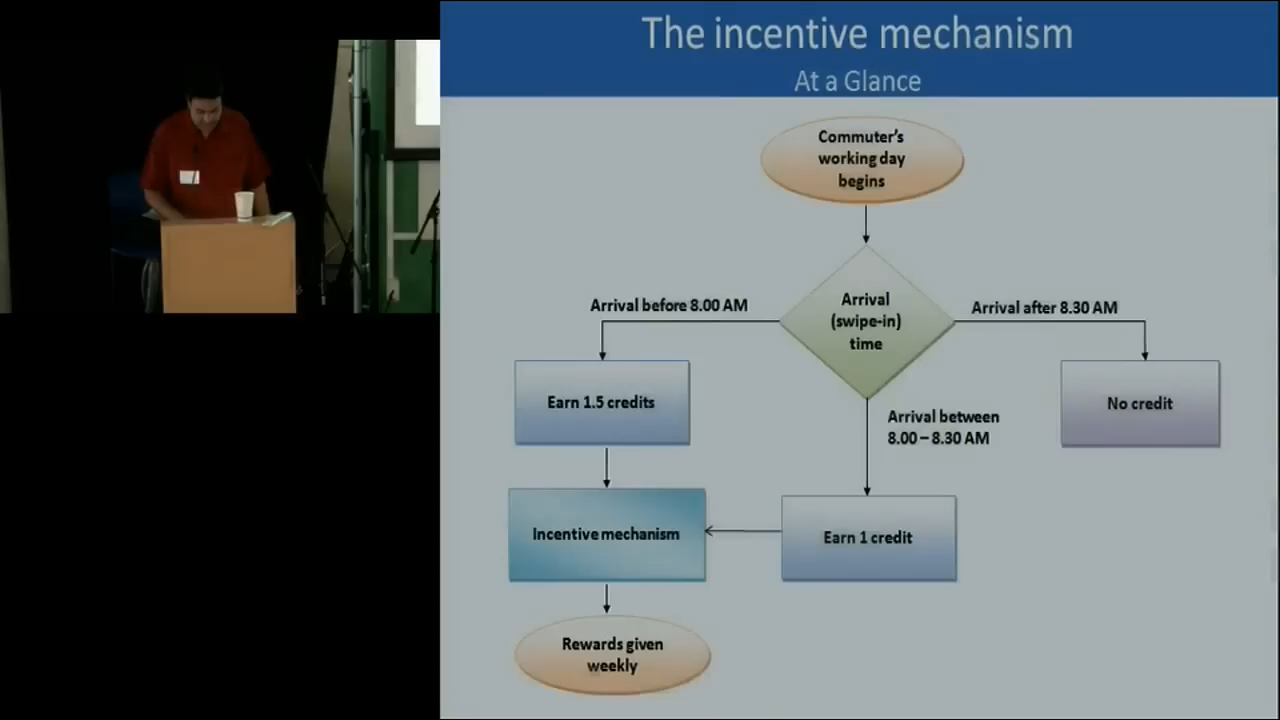 The incentive mechanism
At a Glance
Commuter's
working day
begins
Arrival before 8.00 AM
Arrival
(swipe-in)
time
Arrival after 8.30 AM
Earn 1.5 credits
No credit
Arrival between
8.00 – 8.30 AM
Incentive mechanism
Earn 1 credit
Rewards given
weekly